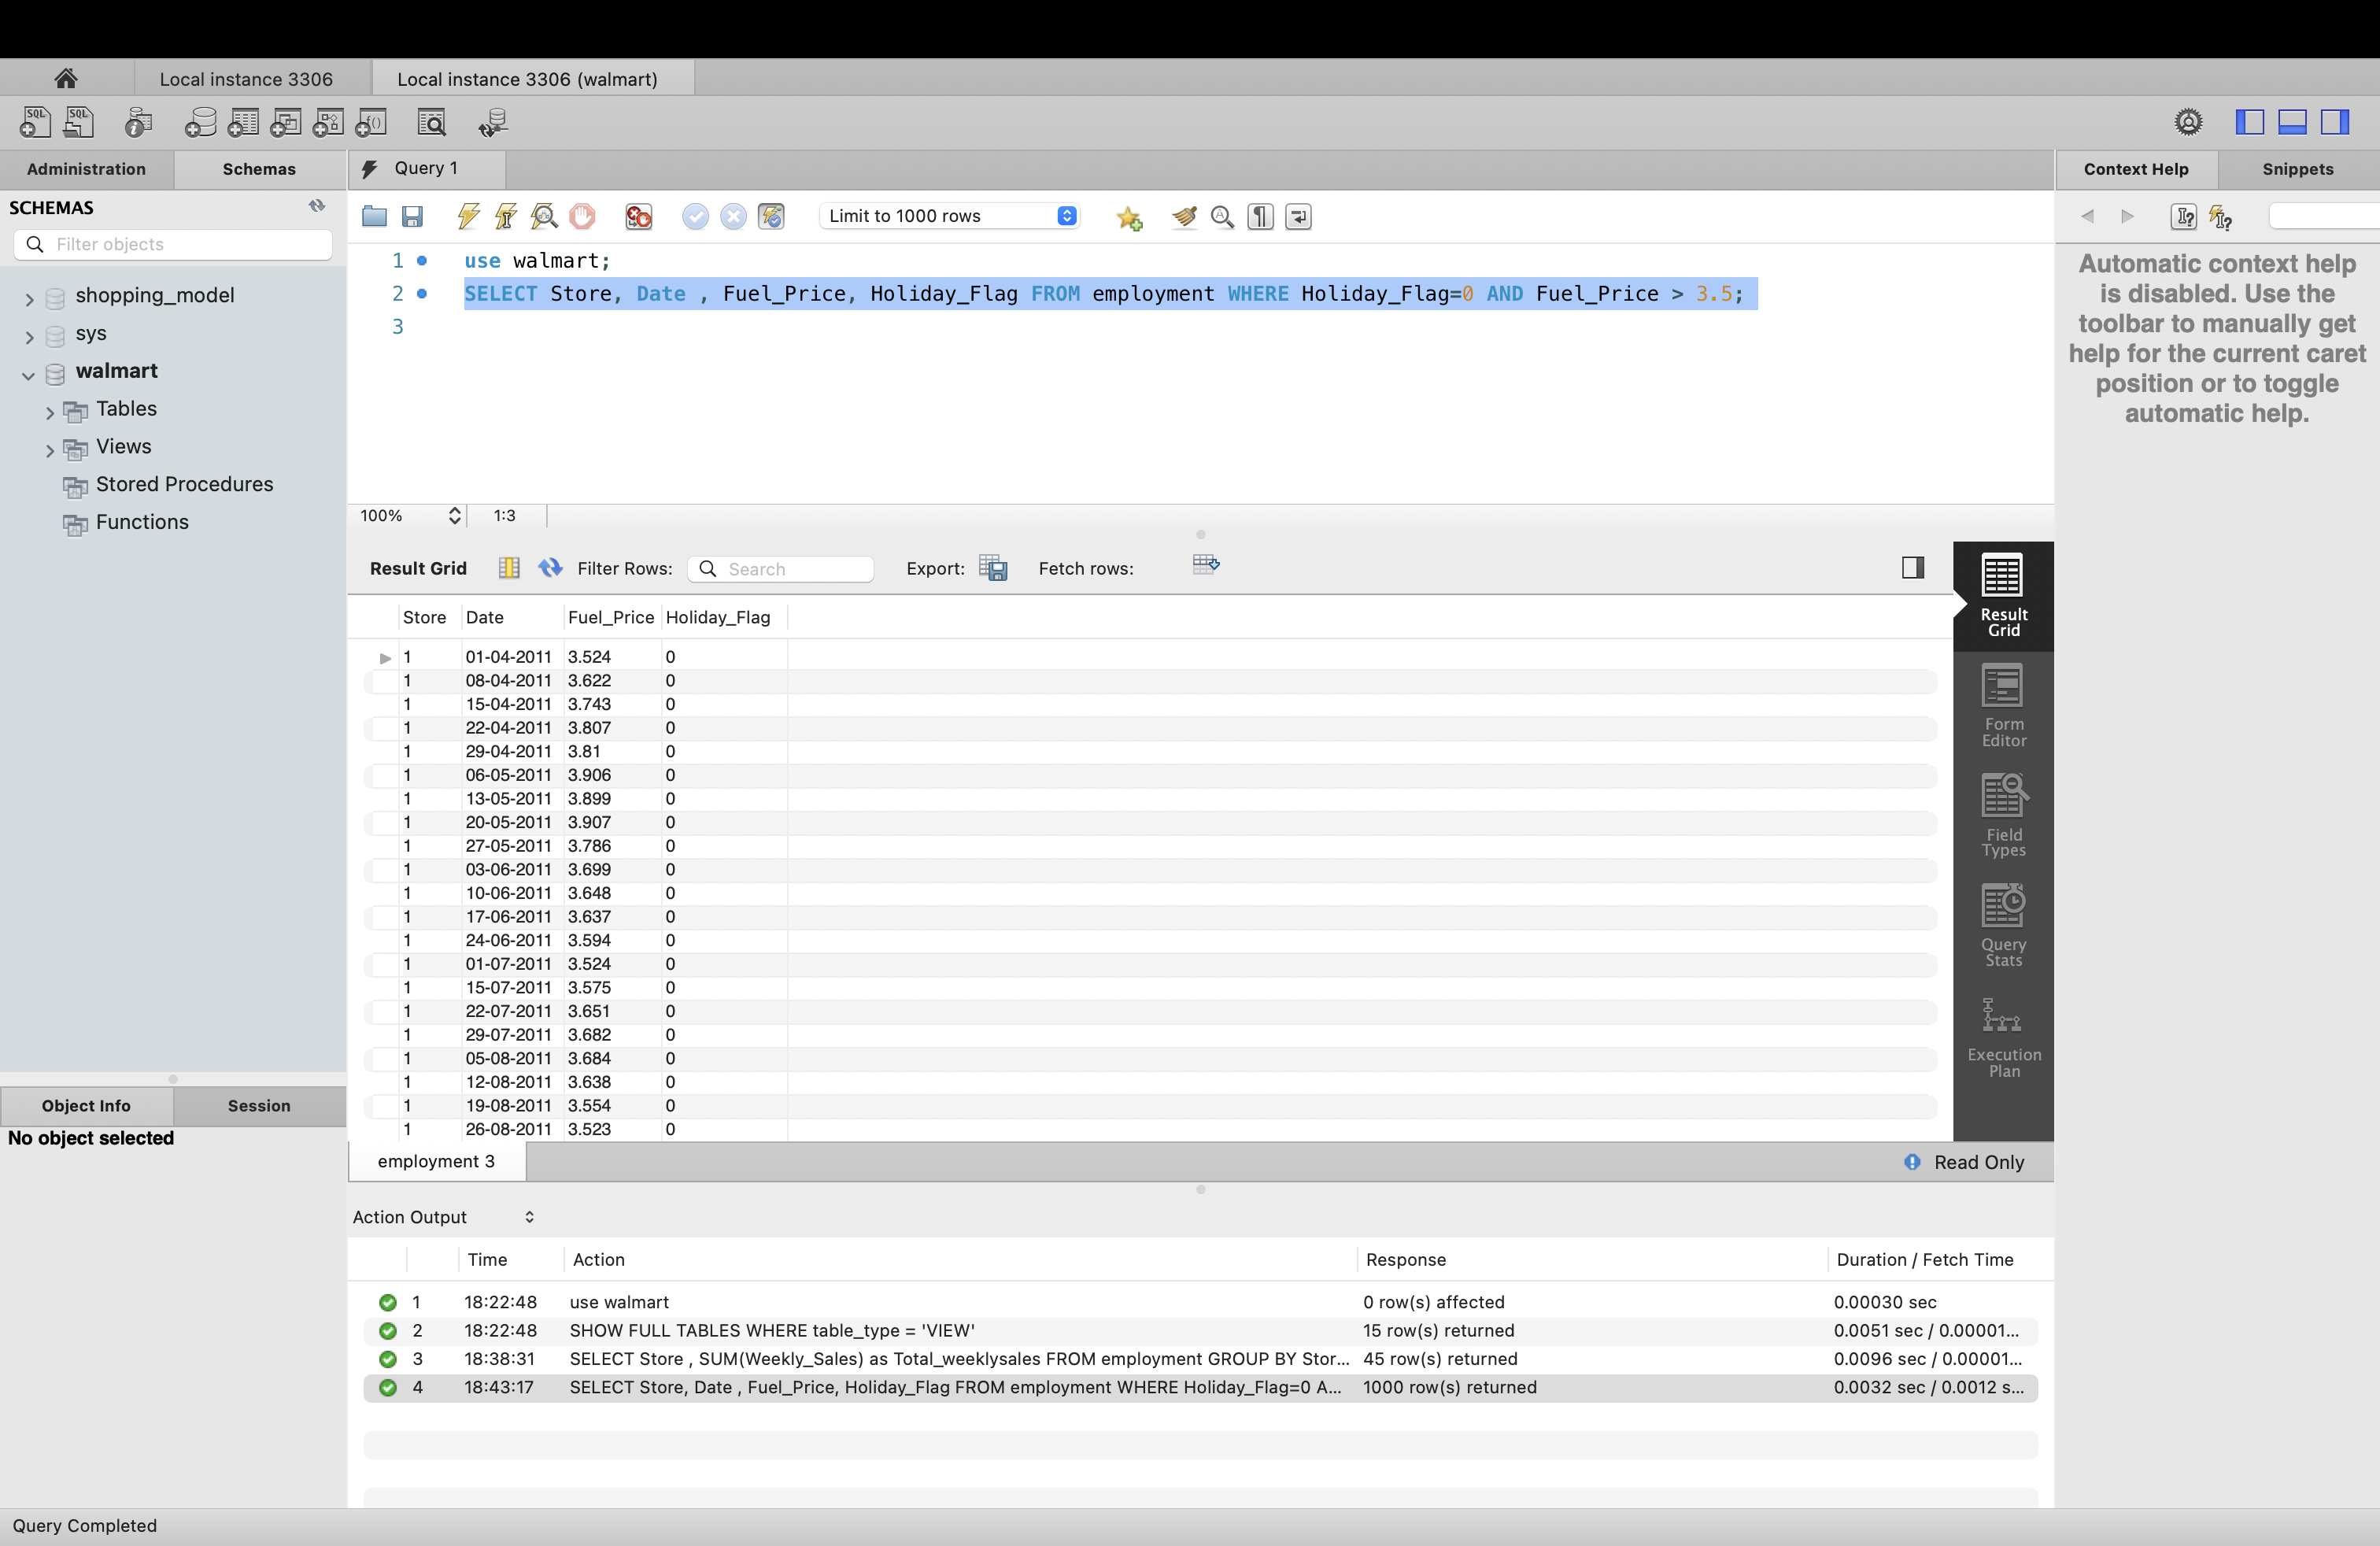 Local instance 3306
Local instance 3306 (walmart)
Administration
Schemas
Query 1
Context Help
Snippets
SCHEMAS
Filter objects
Limit to 1000 rows
shopping_model
sys
walmart
Tables
Views
Stored Procedures
Functions
1 use walmart;
2 SELECT Store, Date , Fuel_Price, Holiday_Flag FROM employment WHERE Holiday_Flag=0 AND Fuel_Price > 3.5;
3
Automatic context help
is disabled. Use the
toolbar to manually get
help for the current caret
position or to toggle
automatic help.
100% 1:3
Result Grid Filter Rows: Search Export: Fetch rows:
Store Date Fuel_Price Holiday_Flag
1 01-04-2011 3.524 0
1 08-04-2011 3.622 0
1 15-04-2011 3.743 0
1 22-04-2011 3.807 0
1 29-04-2011 3.81 0
1 06-05-2011 3.906 0
1 13-05-2011 3.899 0
1 20-05-2011 3.907 0
1 27-05-2011 3.786 0
1 03-06-2011 3.699 0
1 10-06-2011 3.648 0
1 17-06-2011 3.637 0
1 24-06-2011 3.594 0
1 01-07-2011 3.524 0
1 15-07-2011 3.575 0
1 22-07-2011 3.651 0
1 29-07-2011 3.682 0
1 05-08-2011 3.684 0
1 12-08-2011 3.638 0
1 19-08-2011 3.554 0
1 26-08-2011 3.523 0
Result
Grid
Form
Editor
Field
Types
Query
Stats
Execution
Plan
Object Info
Session
No object selected
employment 3
Read Only
Action Output
Time Action Response Duration / Fetch Time
1 18:22:48 use walmart 0 row(s) affected 0.00030 sec
2 18:22:48 SHOW FULL TABLES WHERE table_type = 'VIEW' 15 row(s) returned 0.0051 sec / 0.00001...
3 18:38:31 SELECT Store , SUM(Weekly_Sales) as Total_weeklysales FROM employment GROUP BY Stor... 45 row(s) returned 0.0096 sec / 0.00001...
4 18:43:17 SELECT Store, Date , Fuel_Price, Holiday_Flag FROM employment WHERE Holiday_Flag=0 A... 1000 row(s) returned 0.0032 sec / 0.0012 s...
Query Completed